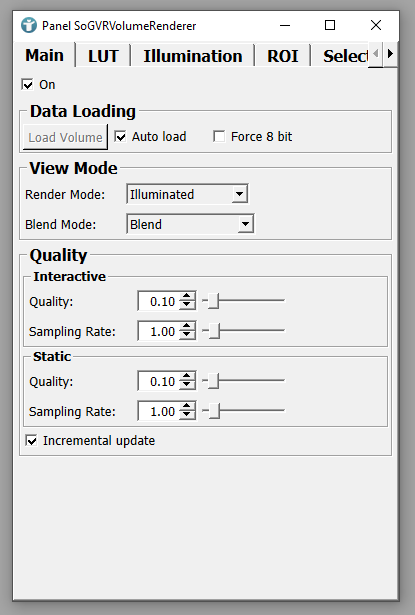 Panel SoGVRVolumeRenderer
Main LUT Illumination ROI Select
On
Data Loading
Load Volume Auto load Force 8 bit
View Mode
Render Mode: Illuminated
Blend Mode: Blend
Quality
Interactive
Quality: 0.10
Sampling Rate: 1.00
Static
Quality: 0.10
Sampling Rate: 1.00
Incremental update